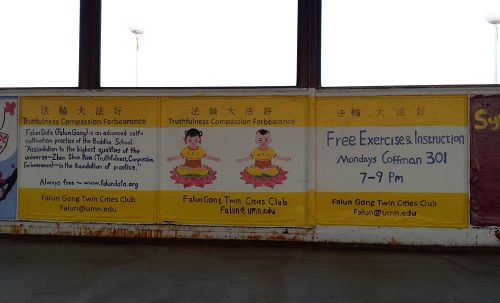 法輪大法好
Truthfulness Compassion Forbearance
Falun Dafa (Falun Gong) is an advanced self-
cultivation practice of the Buddha School.
"Assimilation to the highest qualities of the
universe—Zhen Shan Ren (Truthfulness, Compassion,
Forbearance)—is the foundation of practice."
Always free ~ www.falundafa.org
Falun Gong Twin Cities Club
Falun@umn.edu
法輪大法好
Truthfulness Compassion Forbearance
Falun Gong Twin Cities Club
Falun@umn.edu
法輪大法好
Free Exercise & Instruction
Mondays Coffman 301
7-9 Pm
Falun Gong Twin Cities Club
Falun@umn.edu